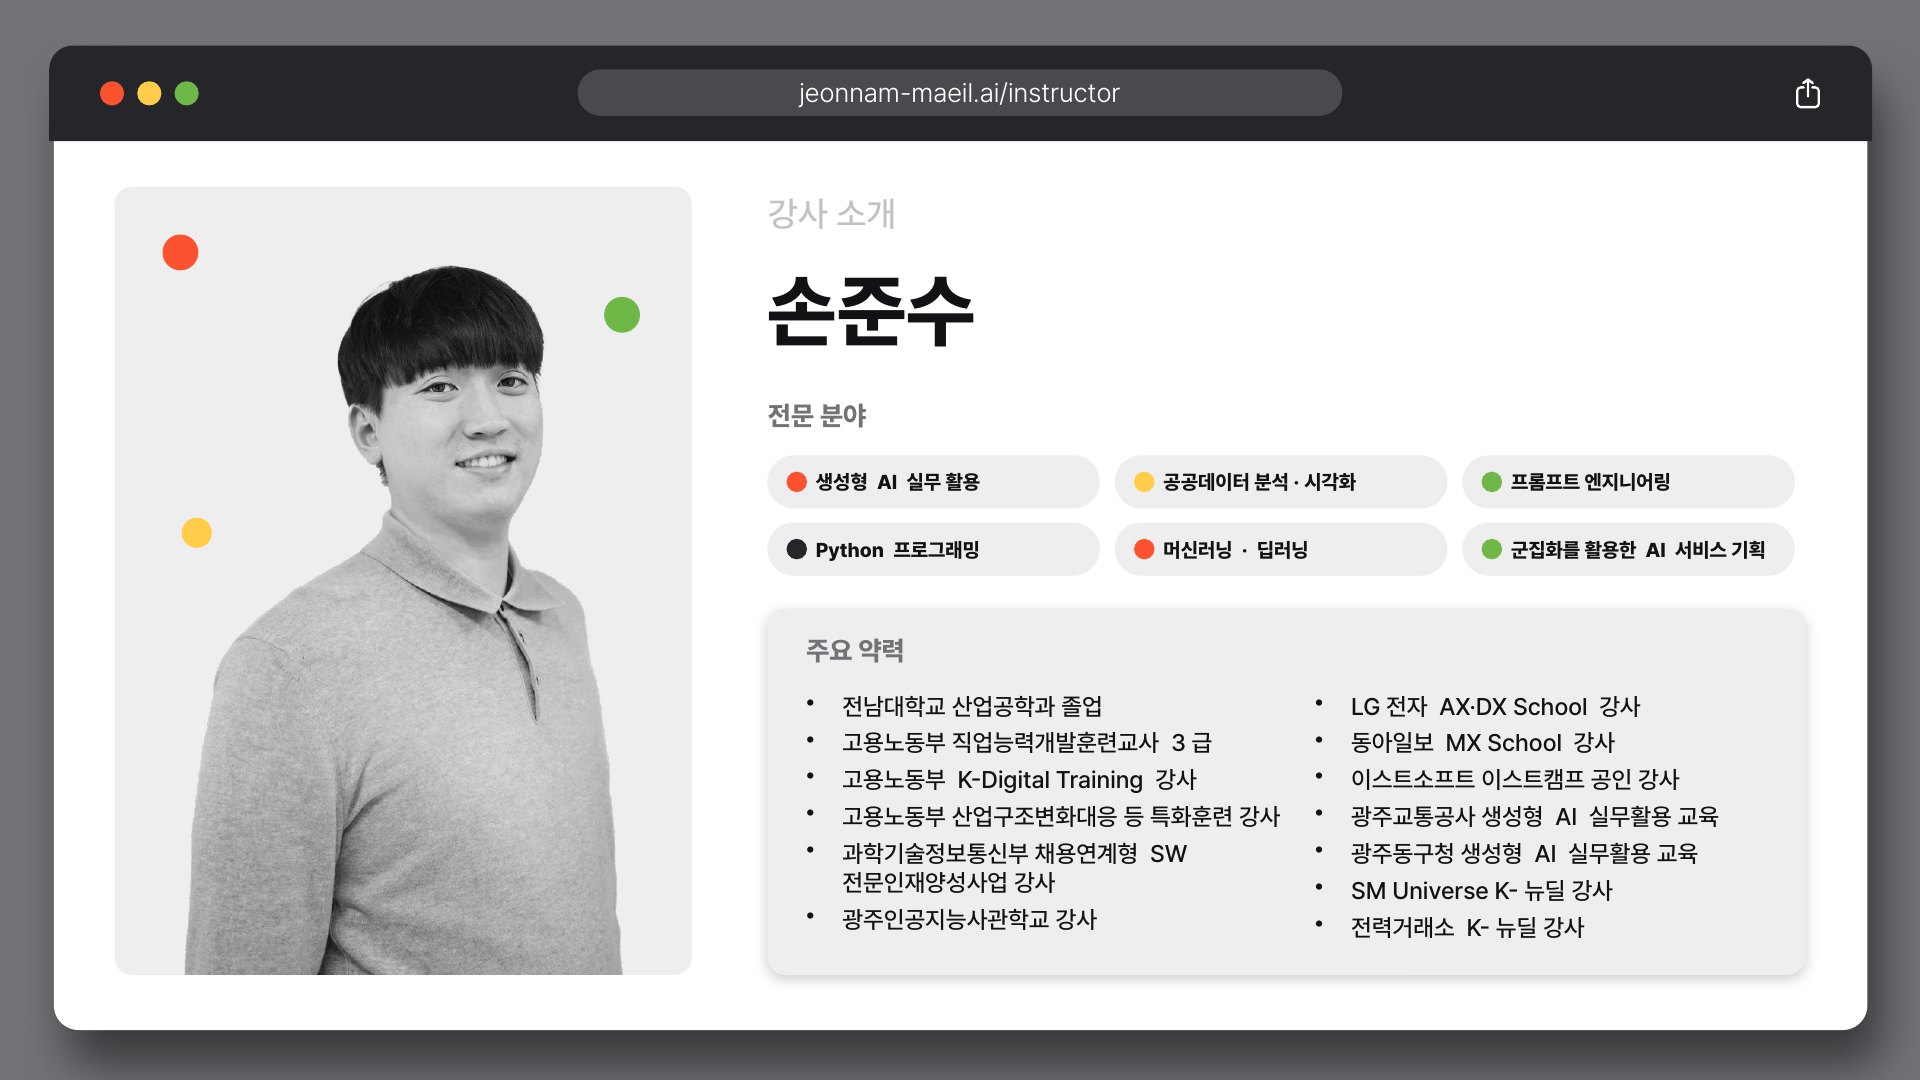 jeonnam-maeil.ai/instructor
강사 소개
손준수
전문 분야
생성형 AI 실무 활용
공공데이터 분석 · 시각화
프롬프트 엔지니어링
Python 프로그래밍
머신러닝 · 딥러닝
군집화를 활용한 AI 서비스 기획
주요 약력
• 전남대학교 산업공학과 졸업
• 고용노동부 직업능력개발훈련교사 3 급
• 고용노동부 K-Digital Training 강사
• 고용노동부 산업구조변화대응 등 특화훈련 강사
• 과학기술정보통신부 채용연계형 SW
전문인재양성사업 강사
• 광주인공지능사관학교 강사
• LG 전자 AX·DX School 강사
• 동아일보 MX School 강사
• 이스트소프트 이스트캠프 공인 강사
• 광주교통공사 생성형 AI 실무활용 교육
• 광주동구청 생성형 AI 실무활용 교육
• SM Universe K- 뉴딜 강사
• 전력거래소 K- 뉴딜 강사